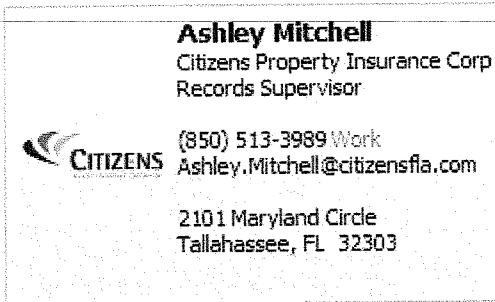 Ashley Mitchell
Citizens Property Insurance Corp
Records Supervisor
(850) 513-3989 Work
CITIZENS
Ashley.Mitchell@citizensfla.com
2101 Maryland Circle
Tallahassee, FL 32303